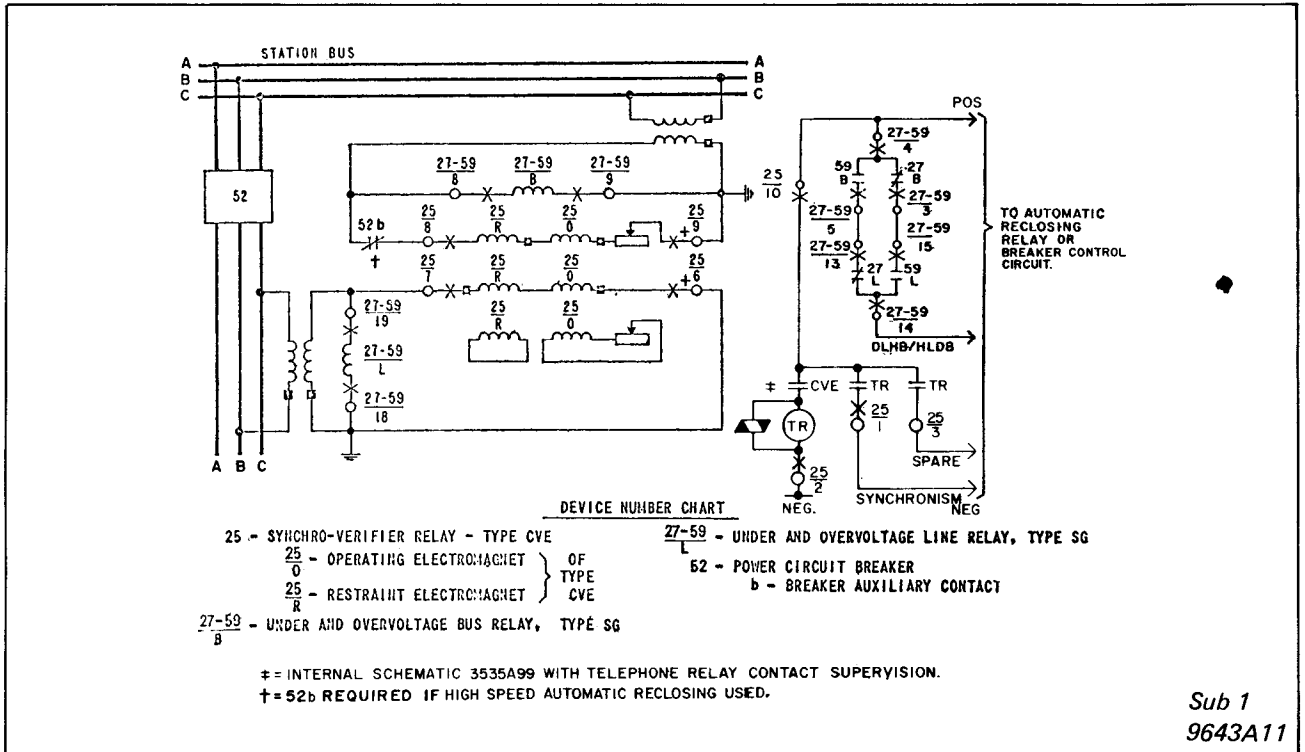 STATION BUS
A A
B B
C C
52
27-59
8
27-59
B
27-59
9
52b
†
25
8
25
R
25
O
+ 25
9
25
7
25
R
25
O
+ 25
6
25
R
25
O
27-59
19
27-59
L
27-59
18
A B C
25
10
POS
27-59
4
59
B
27
B
27-59
5
27-59
3
27-59
13
27-59
15
27
L
59
L
27-59
14
DLHB/HLDB
TO AUTOMATIC
RECLOSING
RELAY OR
BREAKER CONTROL
CIRCUIT.
‡ CVE
TR
TR
TR
25
1
25
3
25
2
SPARE
SYNCHRONISM
NEG.
NEG
DEVICE NUMBER CHART
25 - SYNCHRO-VERIFIER RELAY - TYPE CVE
25
O - OPERATING ELECTROMAGNET
25
R - RESTRAINT ELECTROMAGNET
OF
TYPE
CVE
27-59
B - UNDER AND OVERVOLTAGE BUS RELAY, TYPE SG
27-59
L - UNDER AND OVERVOLTAGE LINE RELAY, TYPE SG
52 - POWER CIRCUIT BREAKER
b - BREAKER AUXILIARY CONTACT
‡ = INTERNAL SCHEMATIC 3535A99 WITH TELEPHONE RELAY CONTACT SUPERVISION.
† = 52b REQUIRED IF HIGH SPEED AUTOMATIC RECLOSING USED.
Sub 1
9643A11